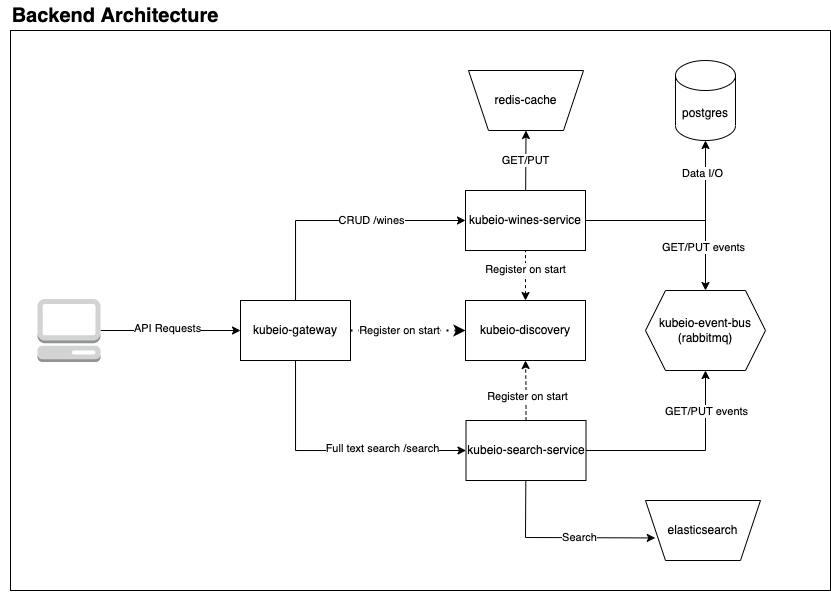 Backend Architecture
redis-cache
postgres
GET/PUT
Data I/O
CRUD /wines
kubeio-wines-service
GET/PUT events
Register on start
API Requests
kubeio-gateway
Register on start
kubeio-discovery
kubeio-event-bus
(rabbitmq)
Register on start
GET/PUT events
Full text search /search
kubeio-search-service
Search
elasticsearch